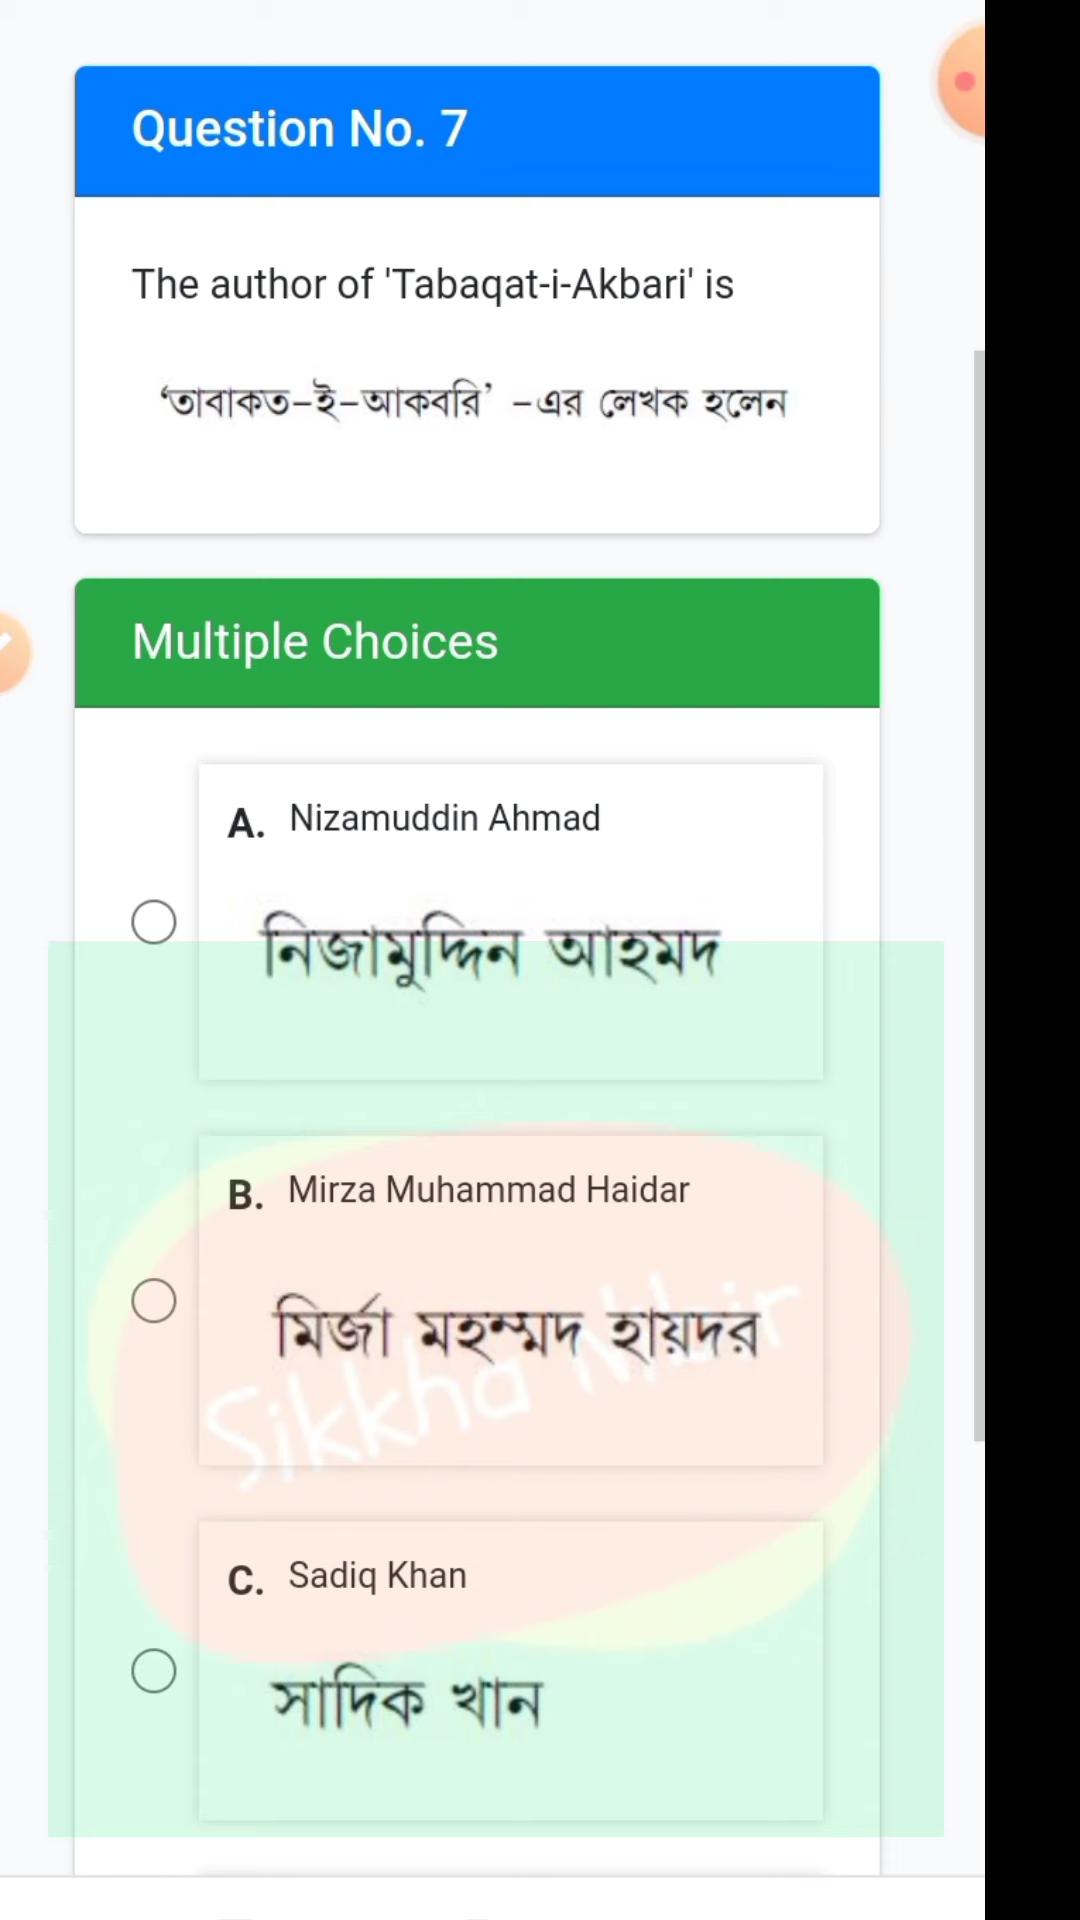 Question No. 7
The author of 'Tabaqat-i-Akbari' is
‘তাবাকত–ই–আকবরি’ –এর লেখক হলেন
Multiple Choices
A. Nizamuddin Ahmad
নিজামুদ্দিন আহমদ
B. Mirza Muhammad Haidar
মির্জা মহম্মদ হায়দর
Sikkha
C. Sadiq Khan
সাদিক খান